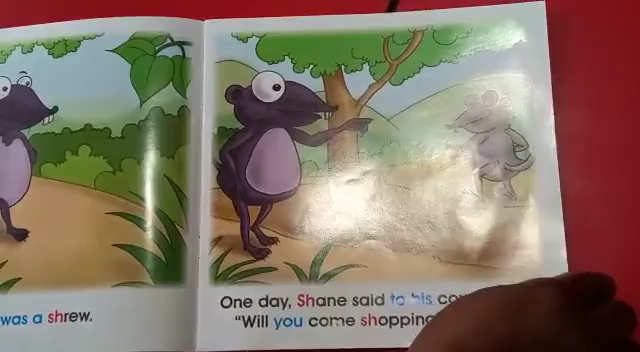 was a shrew.
One day, Shane said to his
"Will you come shopping